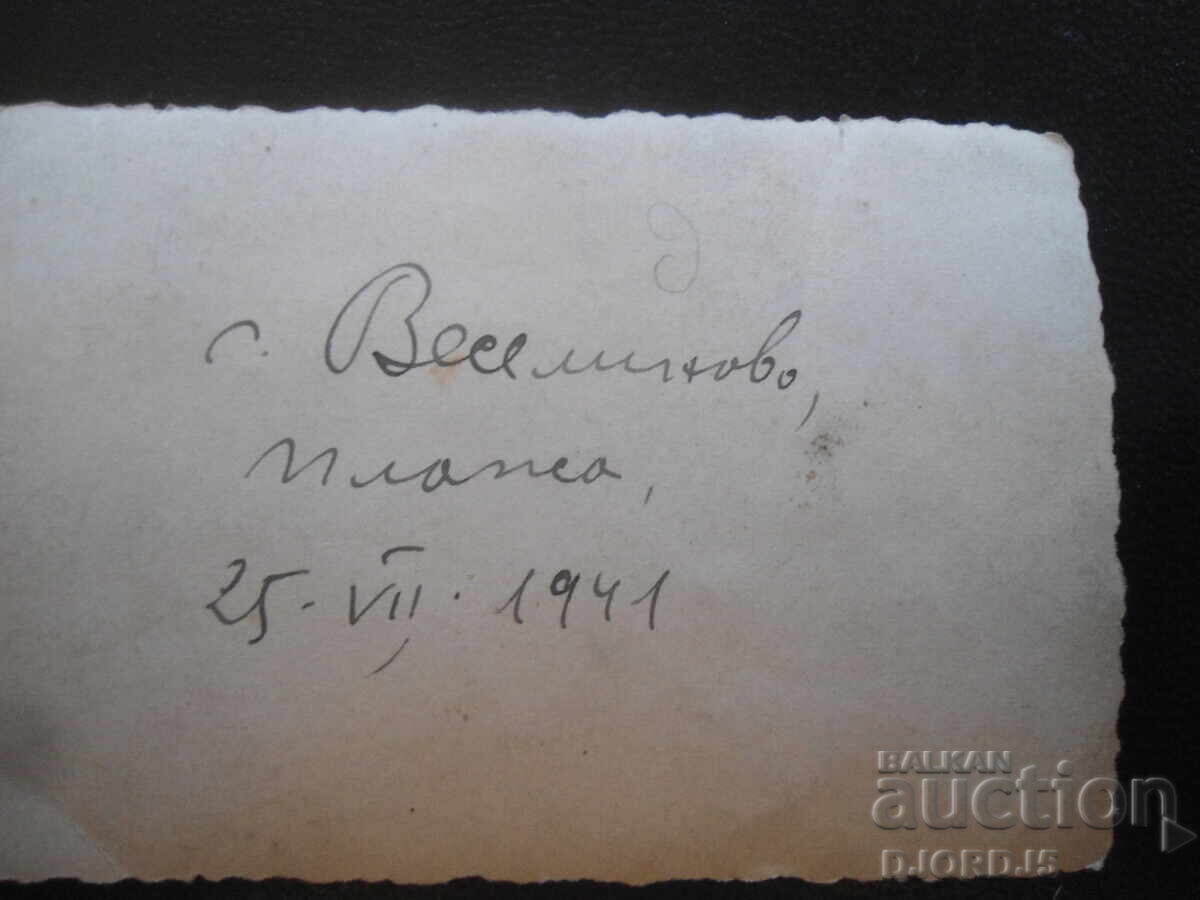 с. Веселиново,
плажа,
25. VII. 1941
BALKAN
auction
DJORDJ5